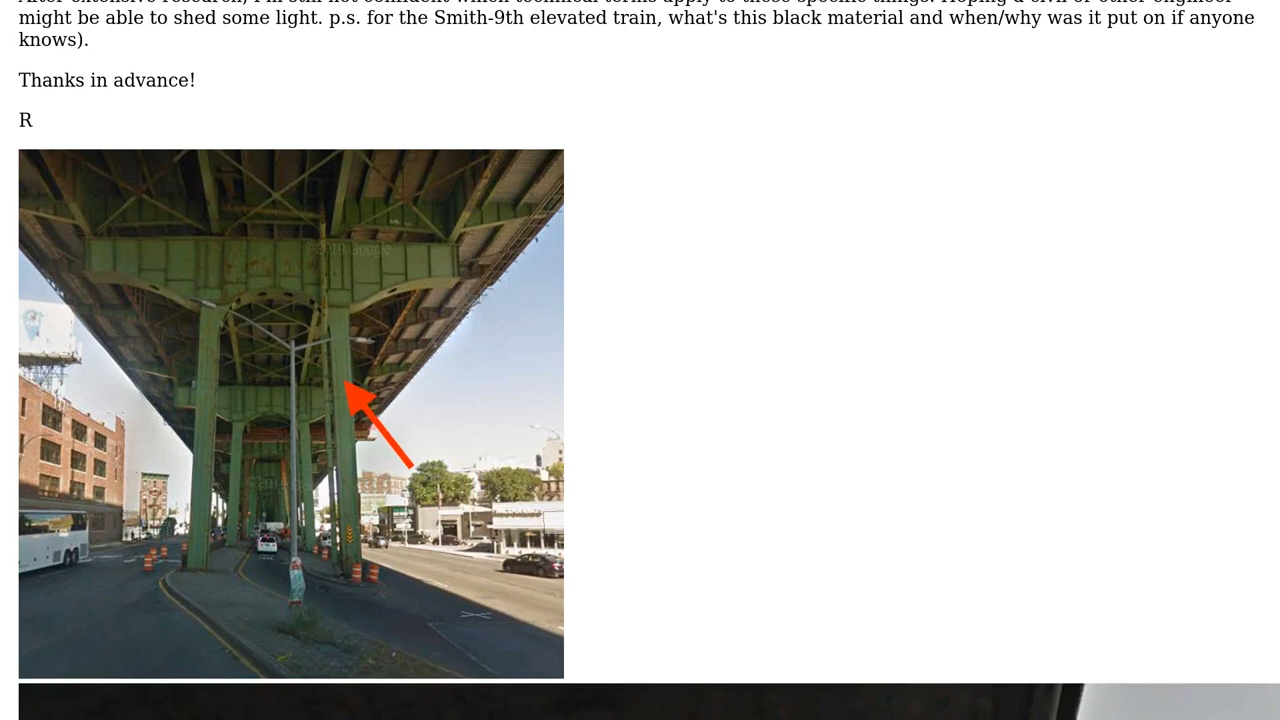 might be able to shed some light. p.s. for the Smith-9th elevated train, what's this black material and when/why was it put on if anyone
knows).
Thanks in advance!
R